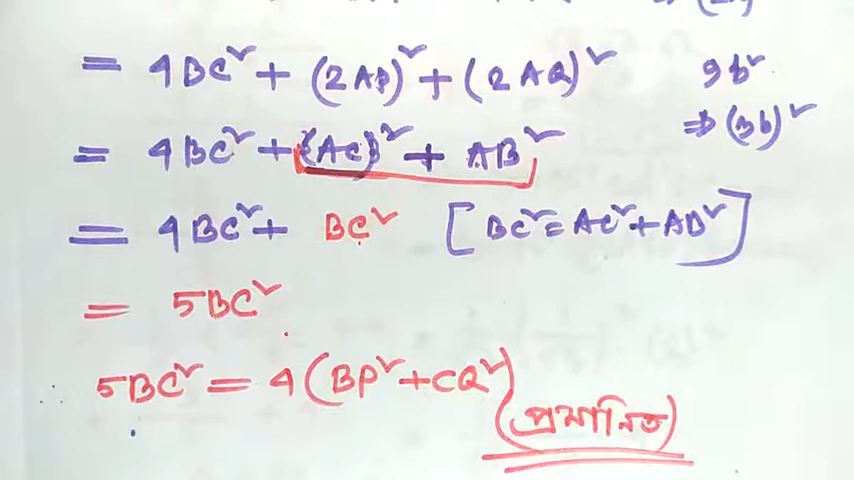 = 4BC² + (2AP)² + (2AQ)² 9b²
= 4BC² + (AC)² + AB² ⇒ (3b)²
= 4BC² + BC² [BC² = AC² + AB²]
= 5BC²
5BC² = 4(BP² + CQ²)
(প্রমানিত)